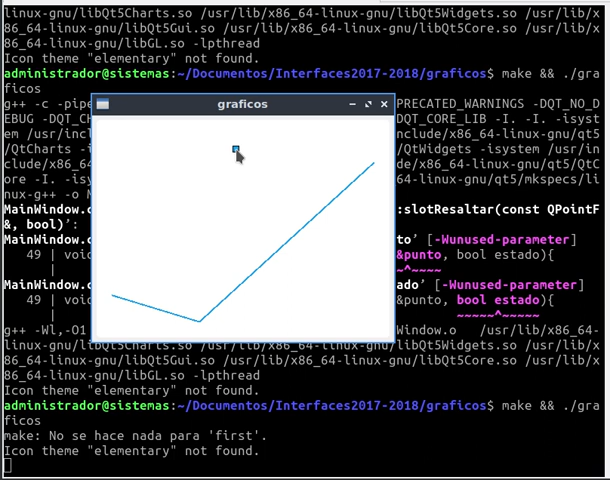 linux-gnu/libQt5Charts.so /usr/lib/x86_64-linux-gnu/libQt5Widgets.so /usr/lib/x
86_64-linux-gnu/libQt5Gui.so /usr/lib/x86_64-linux-gnu/libQt5Core.so /usr/lib/x
86_64-linux-gnu/libGL.so -lpthread
Icon theme "elementary" not found.
administrador@sistemas:~/Documentos/Interfaces2017-2018/graficos$ make && ./gra
ficos
graficos
g++ -c -pipe PRECATED_WARNINGS -DQT_NO_D
EBUG -DQT_CH DQT_CORE_LIB -I. -I. -isyst
em /usr/incl nclude/x86_64-linux-gnu/qt5
/QtCharts -i /QtWidgets -isystem /usr/in
clude/x86_64 nclude/x86_64-linux-gnu/qt5/QtC
ore -I. -isy 64-linux-gnu/qt5/mkspecs/li
nux-g++ -o M
MainWindow.c :slotResaltar(const QPointF
&, bool)':
MainWindow.c to’ [-Wunused-parameter]
49 | void &punto, bool estado){
| ~^~~~~
MainWindow.c ado’ [-Wunused-parameter]
49 | void &punto, bool estado){
| ~~~~~^~~~~~
g++ -Wl,-O1 Window.o /usr/lib/x86_64-
linux-gnu/libQt5Charts.so /usr/lib/x86_64-linux-gnu/libQt5Widgets.so /usr/lib/x
86_64-linux-gnu/libQt5Gui.so /usr/lib/x86_64-linux-gnu/libQt5Core.so /usr/lib/x
86_64-linux-gnu/libGL.so -lpthread
Icon theme "elementary" not found.
administrador@sistemas:~/Documentos/Interfaces2017-2018/graficos$ make && ./gra
ficos
make: No se hace nada para 'first'.
Icon theme "elementary" not found.